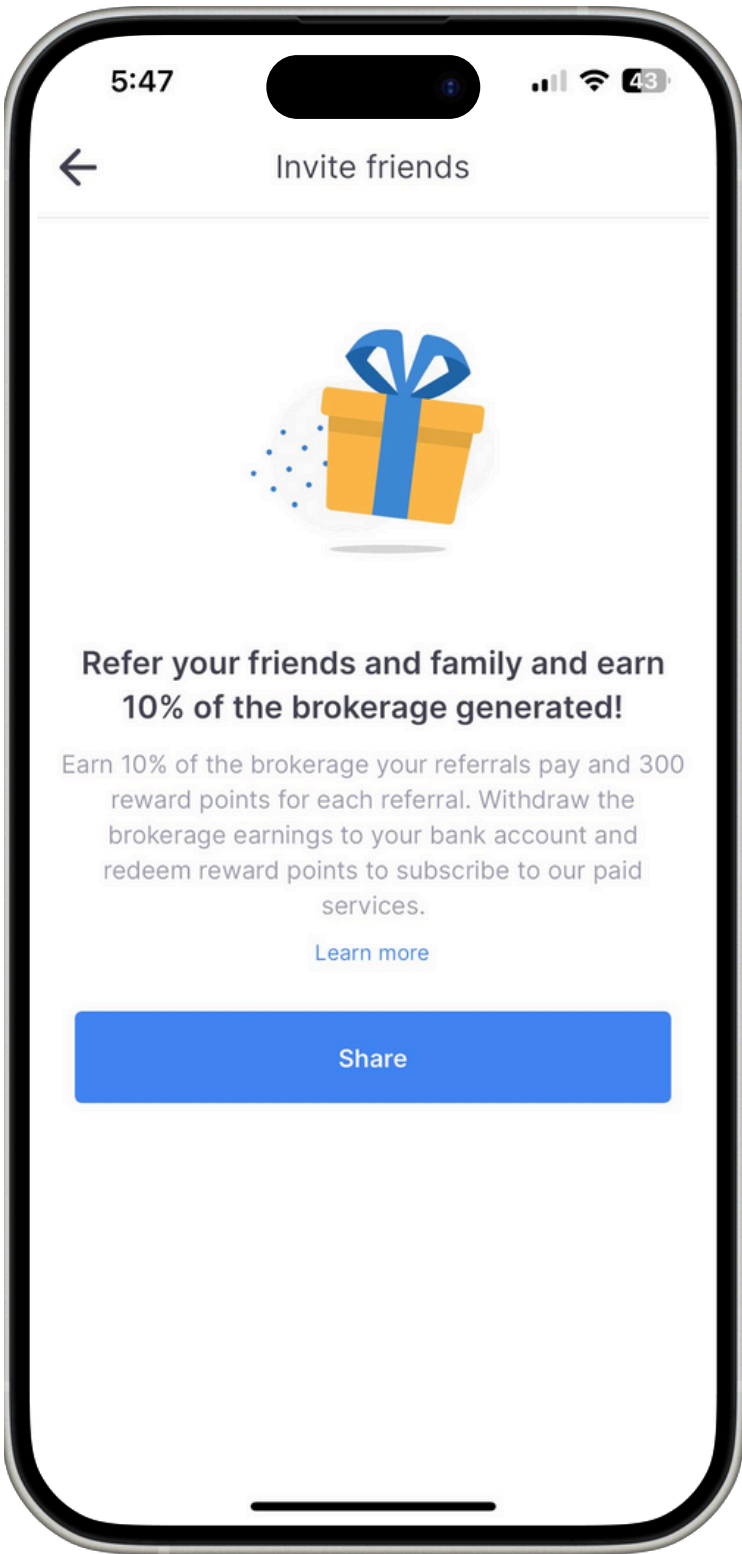 5:47
43
Invite friends
Refer your friends and family and earn
10% of the brokerage generated!
Earn 10% of the brokerage your referrals pay and 300
reward points for each referral. Withdraw the
brokerage earnings to your bank account and
redeem reward points to subscribe to our paid
services.
Learn more
Share